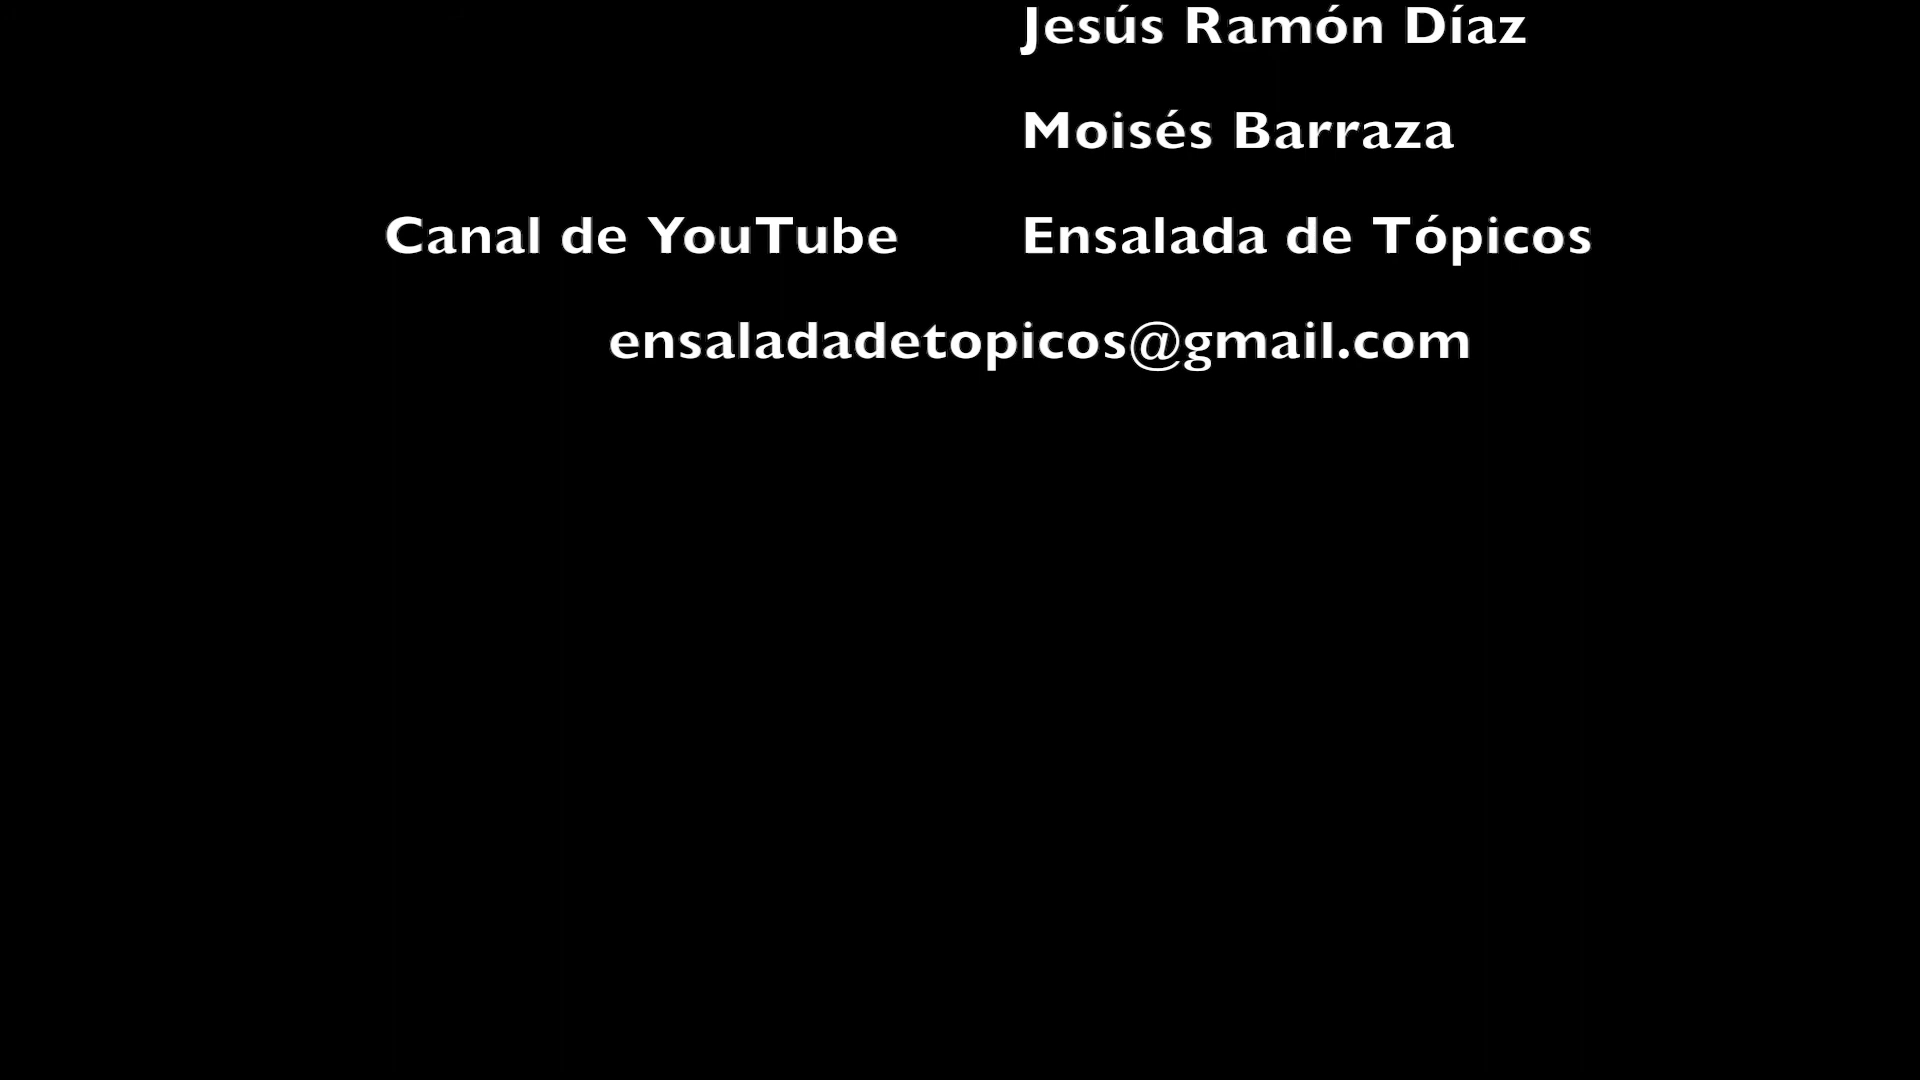 Jesús Ramón Díaz
Moisés Barraza
Canal de YouTube Ensalada de Tópicos
ensaladadetopicos@gmail.com